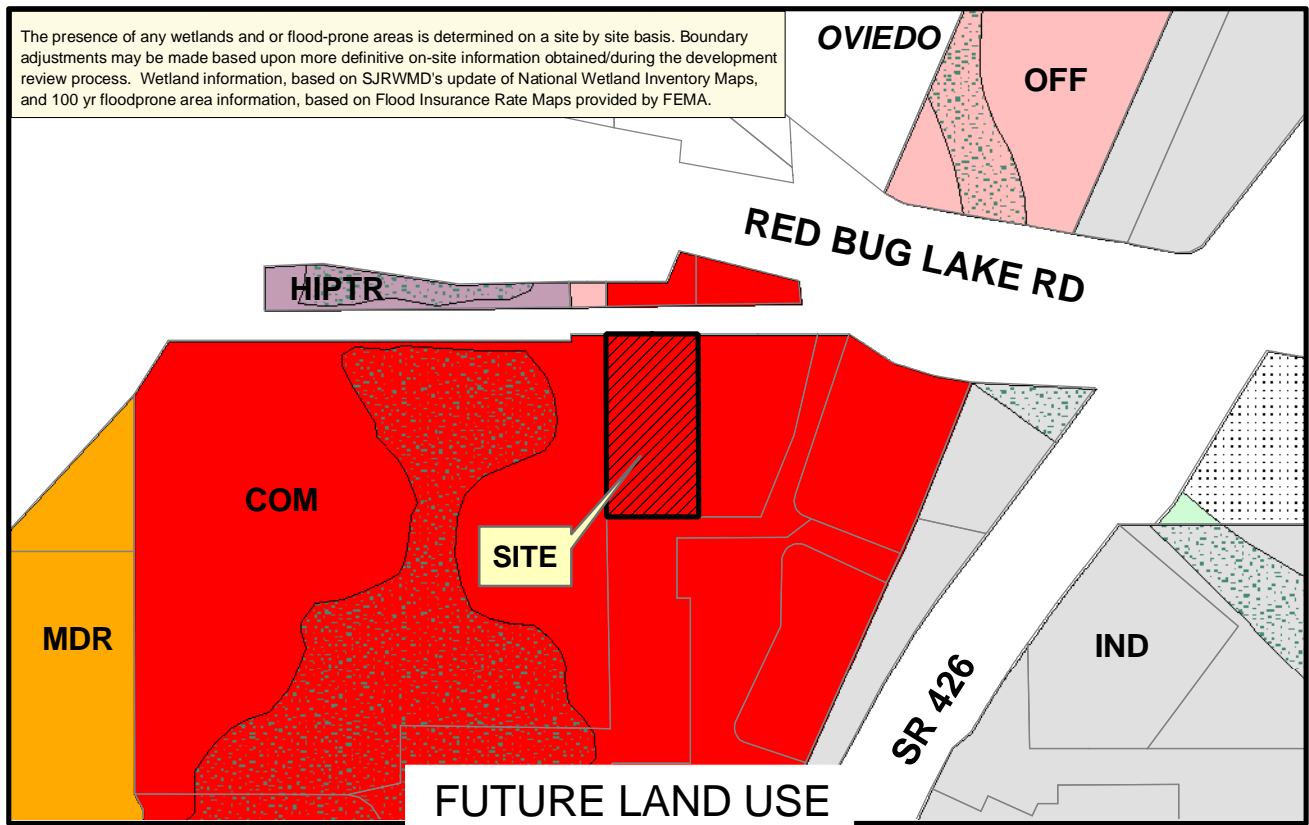 The presence of any wetlands and or flood-prone areas is determined on a site by site basis. Boundary
adjustments may be made based upon more definitive on-site information obtained/during the development
review process.  Wetland information, based on SJRWMD's update of National Wetland Inventory Maps,
and 100 yr floodprone area information, based on Flood Insurance Rate Maps provided by FEMA.
OVIEDO
OFF
RED BUG LAKE RD
HIPTR
COM
SITE
MDR
IND
SR 426
FUTURE LAND USE